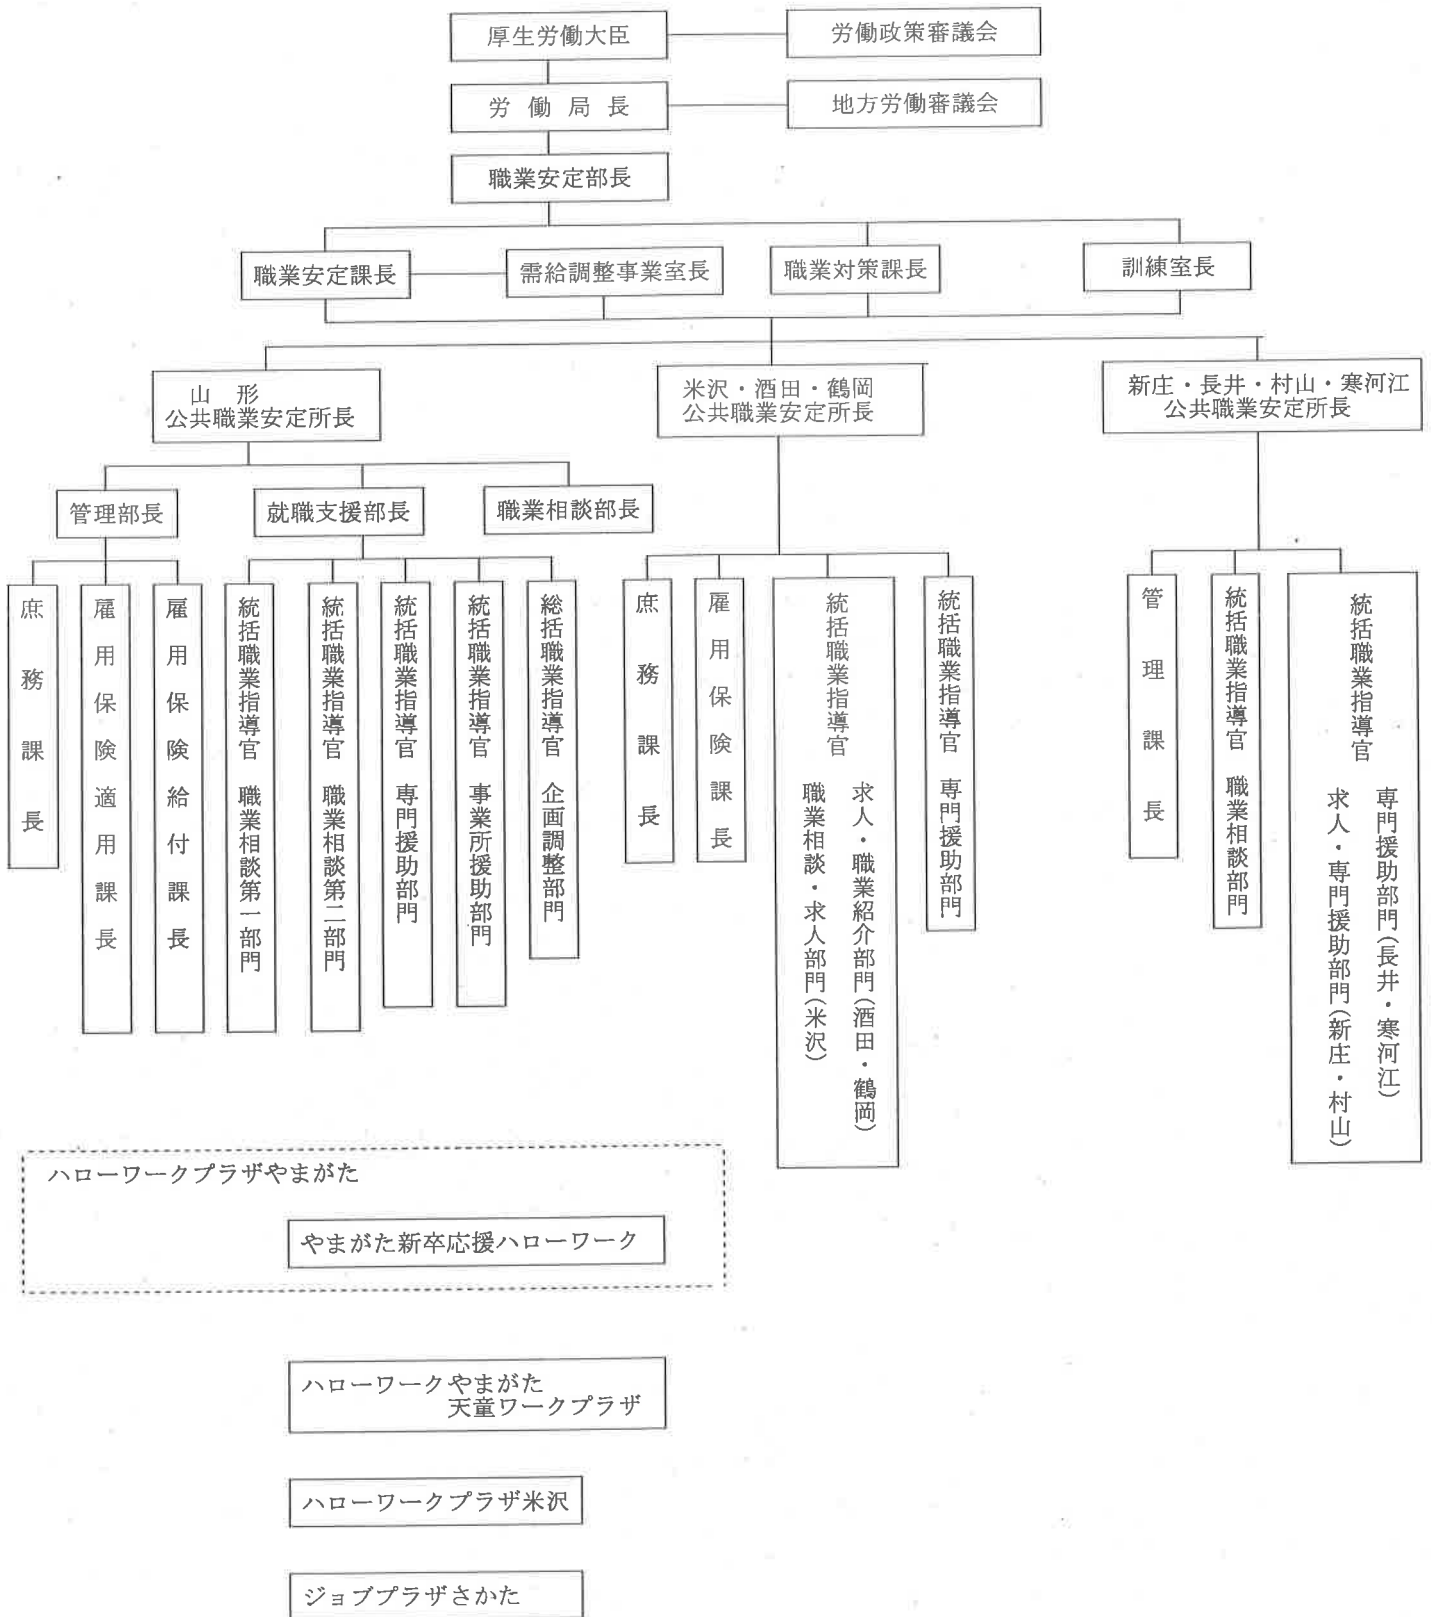 厚生労働大臣
労働政策審議会
労働局長
地方労働審議会
職業安定部長
職業安定課長
需給調整事業室長
職業対策課長
訓練室長
山形
公共職業安定所長
米沢・酒田・鶴岡
公共職業安定所長
新庄・長井・村山・寒河江
公共職業安定所長
管理部長
就職支援部長
職業相談部長
庶務課長
雇用保険適用課長
雇用保険給付課長
統括職業指導官 職業相談第一部門
統括職業指導官 職業相談第二部門
統括職業指導官 専門援助部門
統括職業指導官 事業所援助部門
総括職業指導官 企画調整部門
庶務課長
雇用保険課長
統括職業指導官
求人・職業紹介部門(酒田・鶴岡)
職業相談・求人部門(米沢)
統括職業指導官 専門援助部門
管理課長
統括職業指導官 職業相談部門
統括職業指導官
専門援助部門(長井・寒河江)
求人・専門援助部門(新庄・村山)
ハローワークプラザやまがた
やまがた新卒応援ハローワーク
ハローワークやまがた
天童ワークプラザ
ハローワークプラザ米沢
ジョブプラザさかた